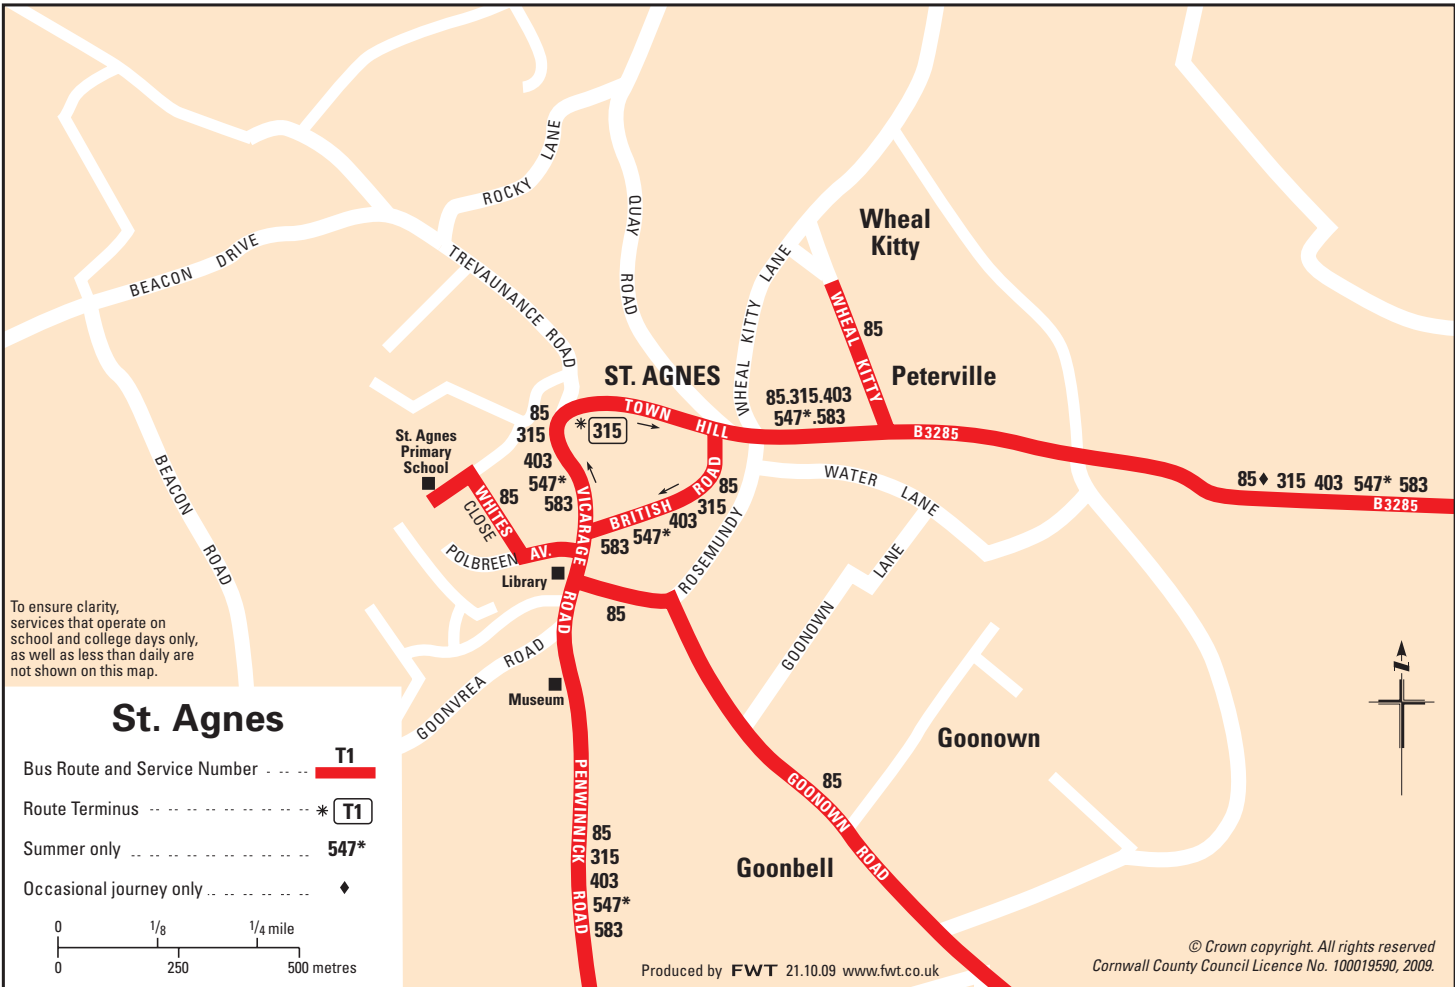 ROCKY LANE
QUAY ROAD
BEACON DRIVE
TREVAUNANCE ROAD
WHEAL KITTY LANE
Wheal
Kitty
WHEAL KITTY
85
Peterville
ST. AGNES
85.315.403
547*.583
TOWN HILL
B3285
85
315
403
547*
583
* 315
St. Agnes
Primary
School
WHITES
CLOSE
85
POLBREEN AV.
VICARAGE ROAD
BRITISH ROAD
85
315
403
547*
583
ROSEMUNDY
WATER LANE
85♦ 315 403 547* 583
B3285
BEACON ROAD
Library
85
GOONOWN LANE
GOONVREA ROAD
Museum
Goonown
PENWINNICK ROAD
85
315
403
547*
583
85
GOONOWN ROAD
Goonbell
To ensure clarity,
services that operate on
school and college days only,
as well as less than daily are
not shown on this map.
St. Agnes
Bus Route and Service Number T1
Route Terminus * T1
Summer only 547*
Occasional journey only ♦
0 1/8 1/4 mile
0 250 500 metres
N
Produced by FWT 21.10.09 www.fwt.co.uk
© Crown copyright. All rights reserved
Cornwall County Council Licence No. 100019590, 2009.